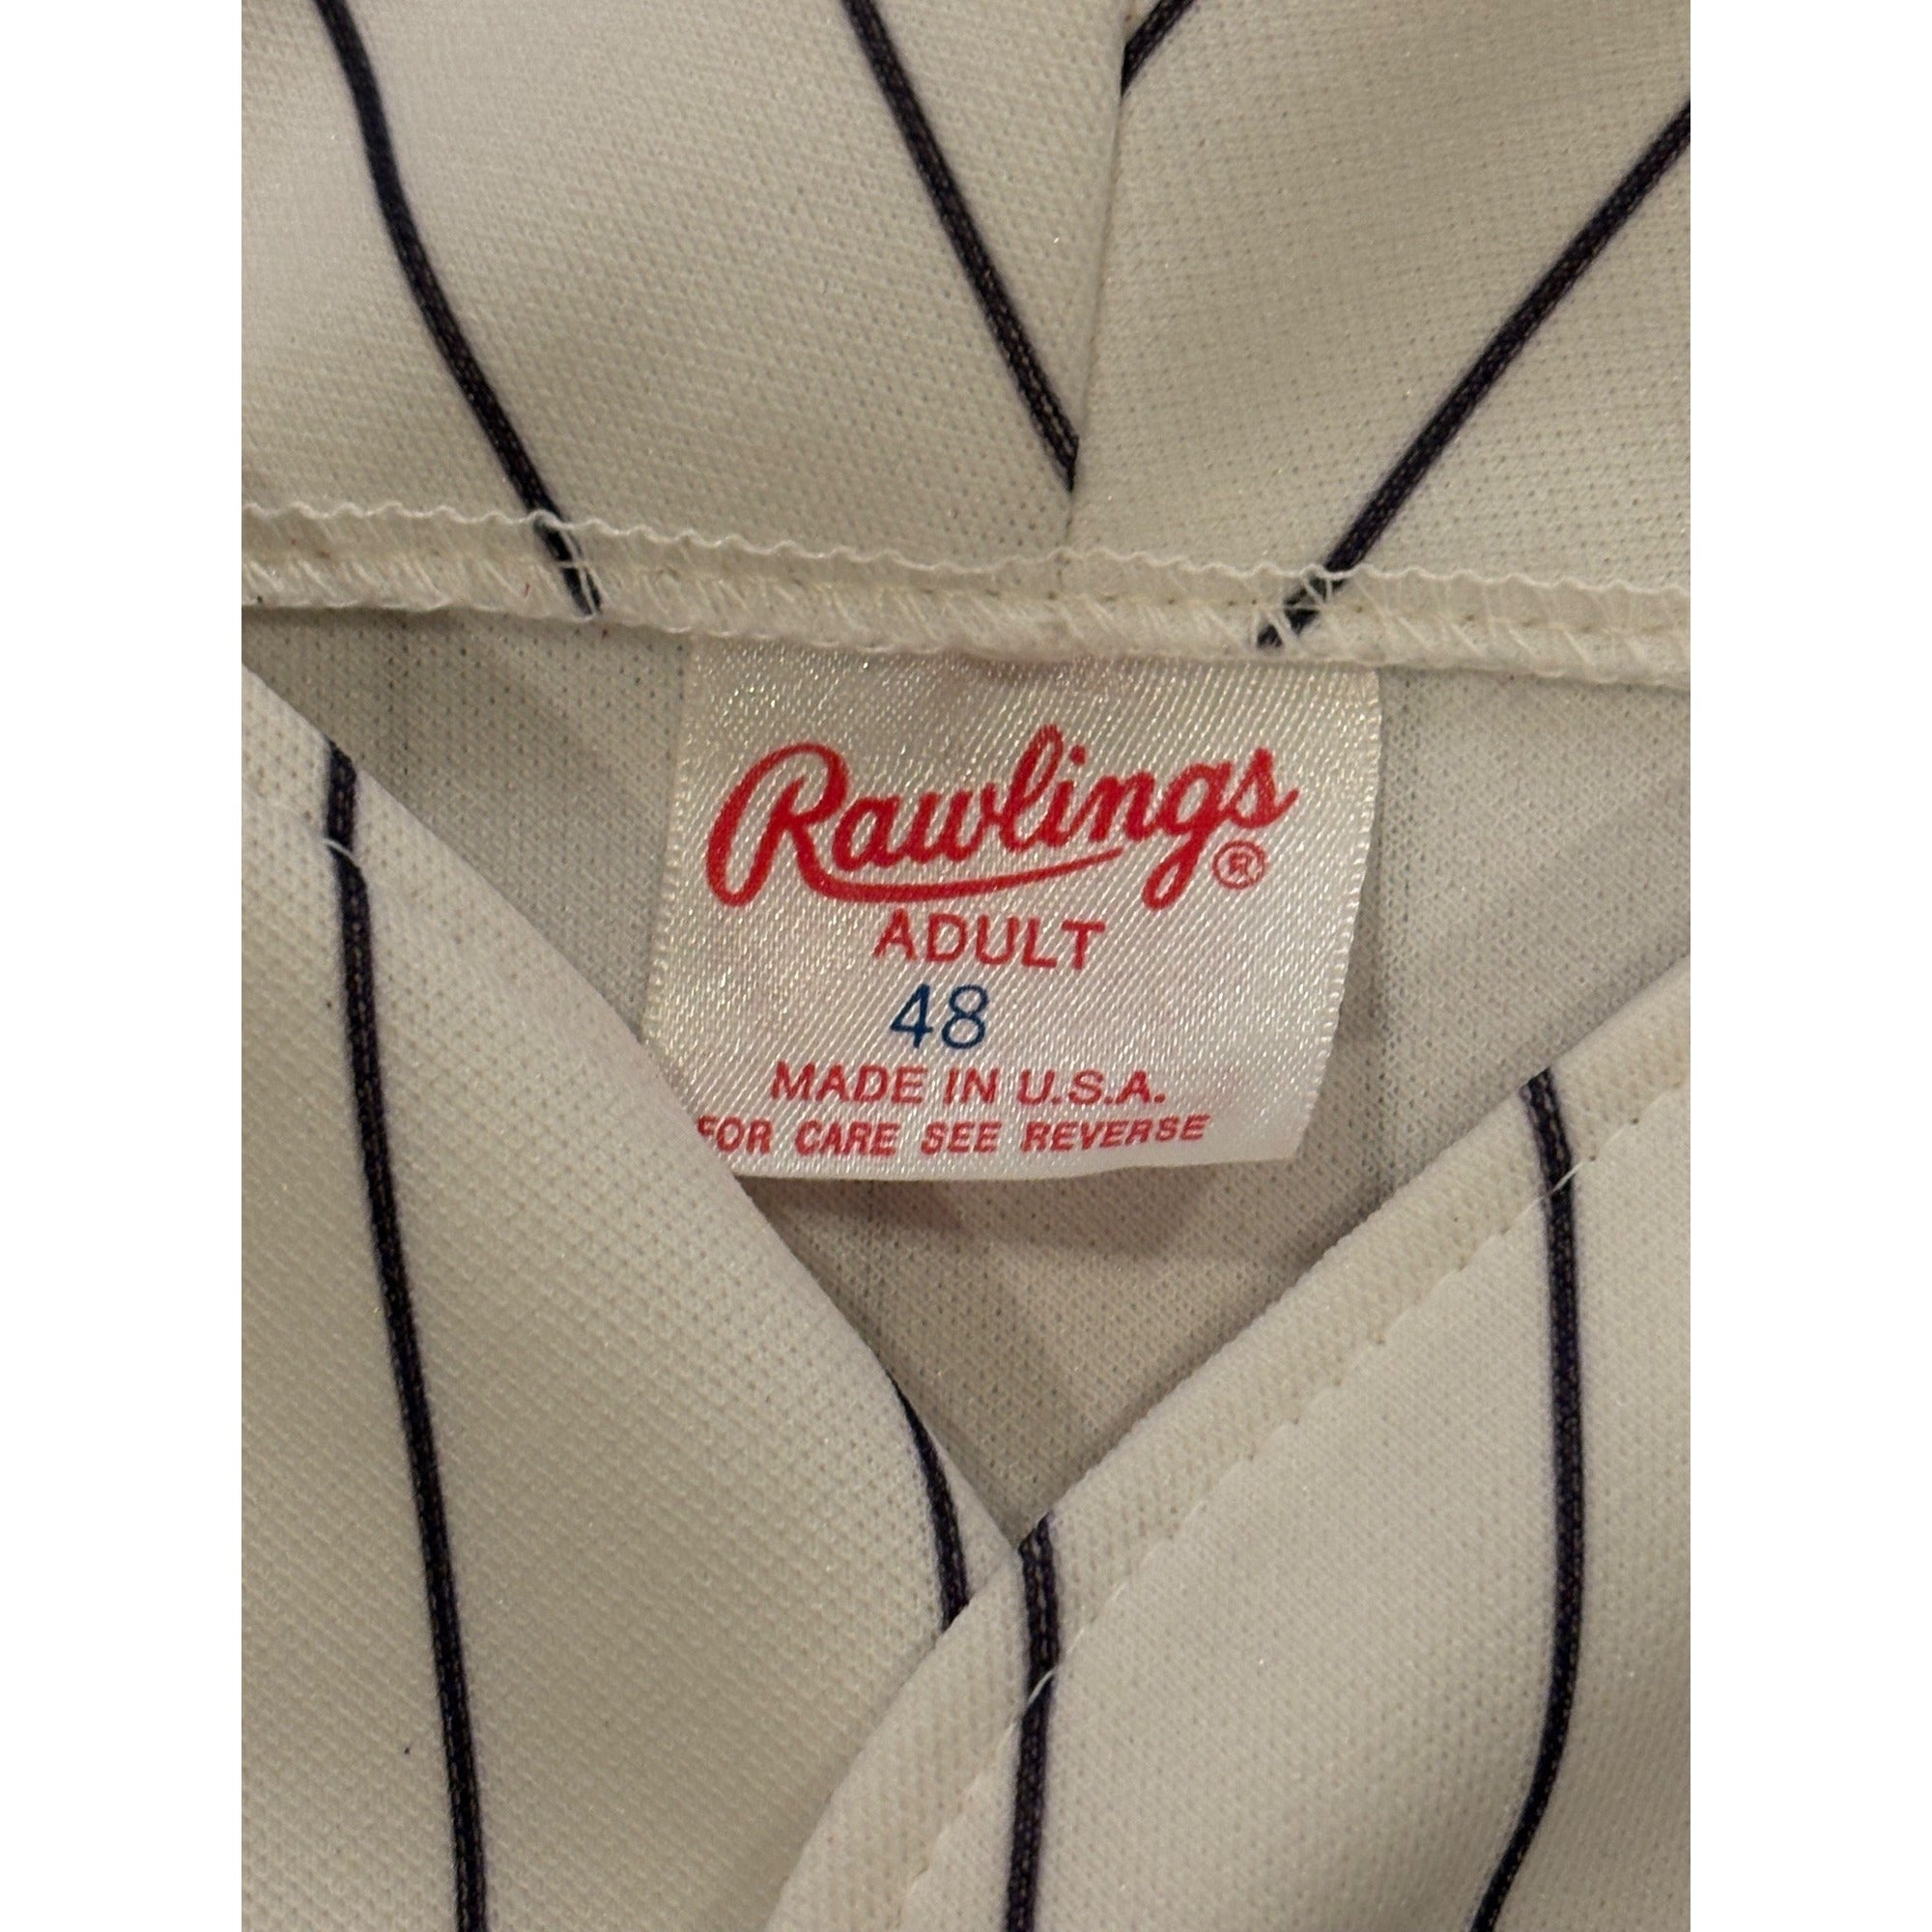 Rawlings®
ADULT
48
MADE IN U.S.A.
FOR CARE SEE REVERSE